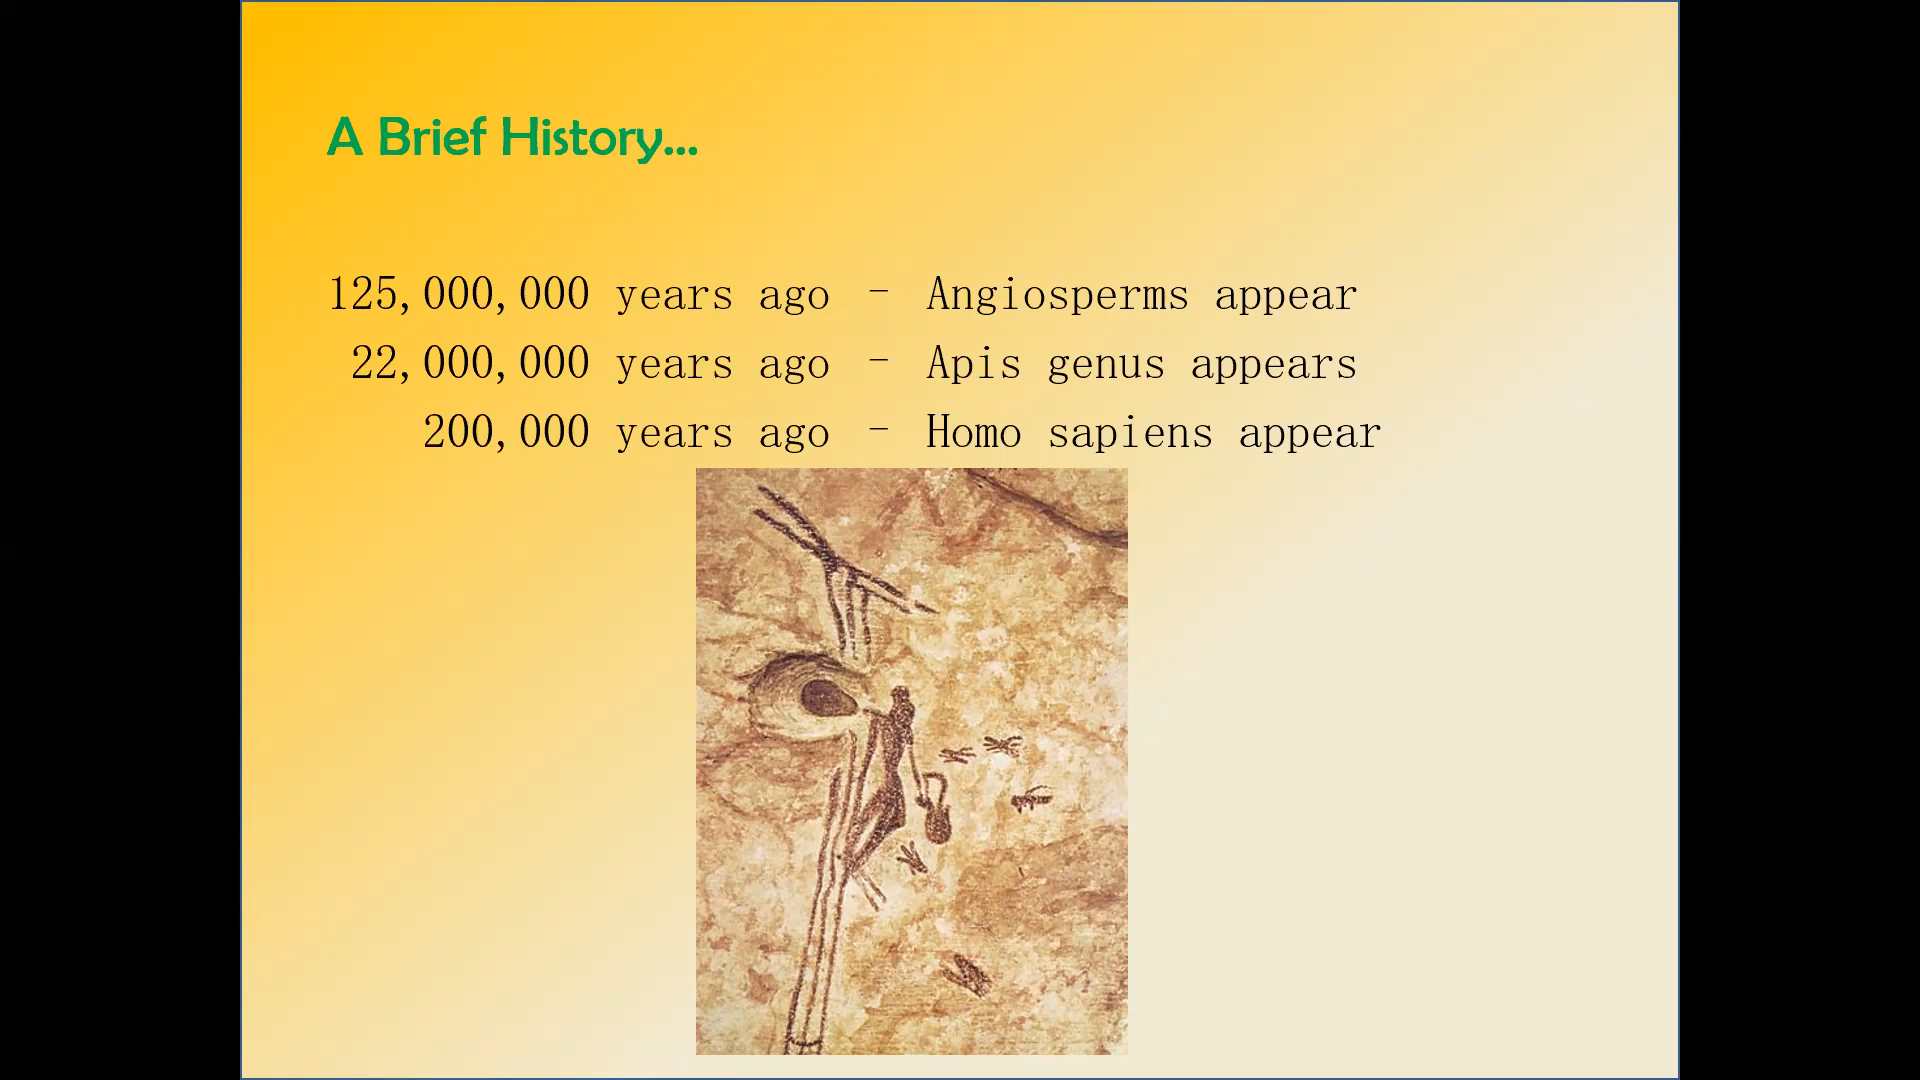 A Brief History...
125,000,000 years ago – Angiosperms appear
22,000,000 years ago – Apis genus appears
200,000 years ago – Homo sapiens appear